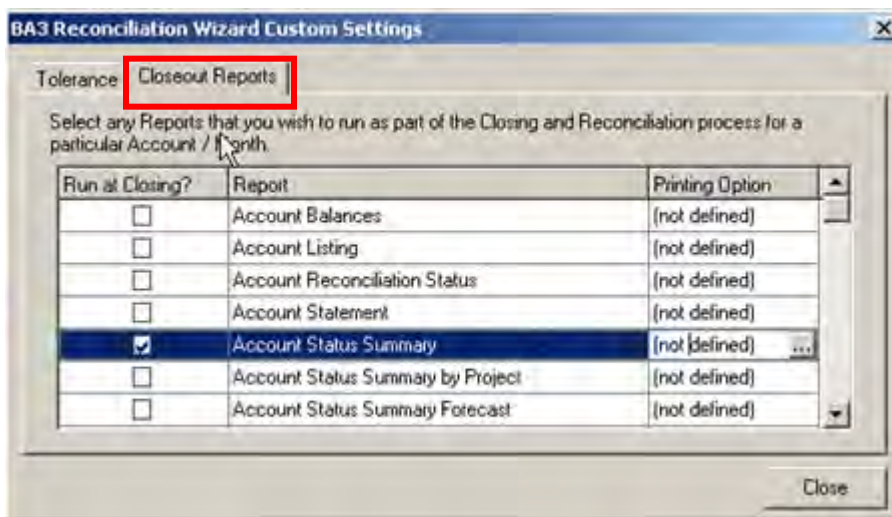 BA3 Reconciliation Wizard Custom Settings
Tolerance Closeout Reports
Select any Reports that you wish to run as part of the Closing and Reconciliation process for a
particular Account / Month.
Run at Closing? Report Printing Option
Account Balances (not defined)
Account Listing (not defined)
Account Reconciliation Status (not defined)
Account Statement (not defined)
Account Status Summary (not defined) ...
Account Status Summary by Project (not defined)
Account Status Summary Forecast (not defined)
Close